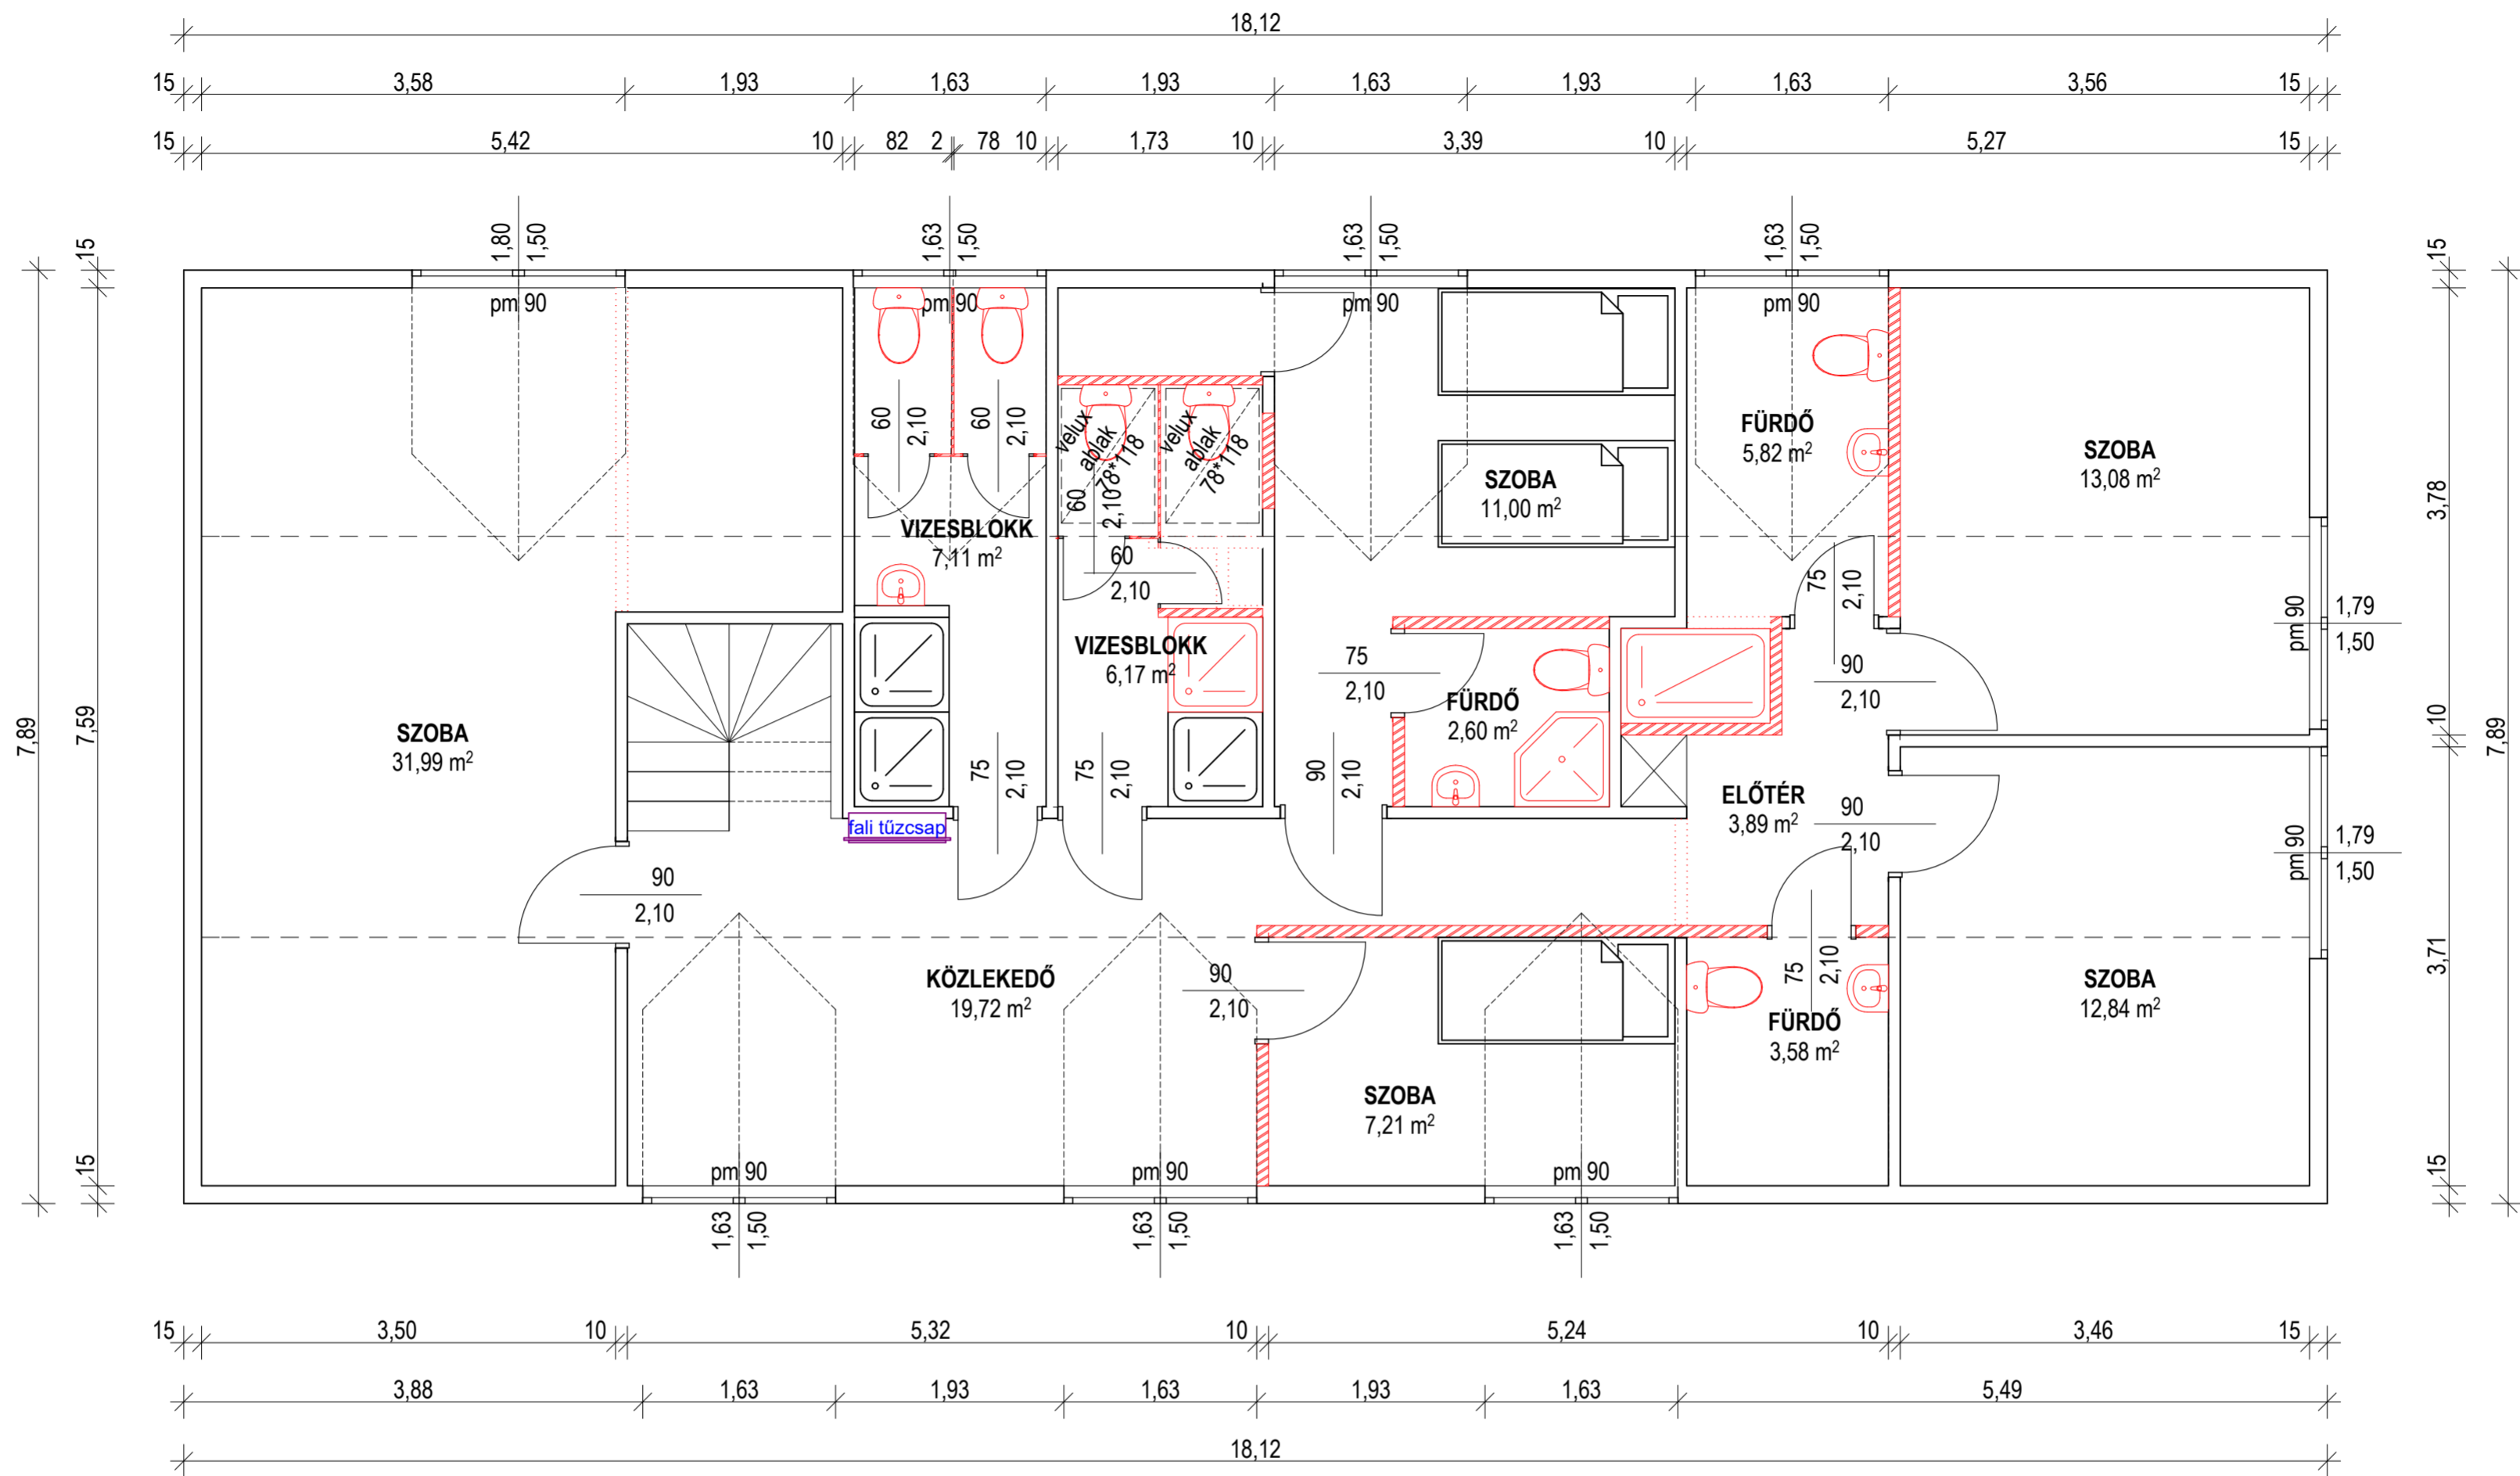 18,12
15 3,58 1,93 1,63 1,93 1,63 1,93 1,63 3,56 15
15 5,42 10 82 2 78 10 1,73 10 3,39 10 5,27 15
1,80
1,50
1,63
1,50
1,63
1,50
1,63
1,50
pm 90
pm 90
pm 90
pm 90
15
7,59
15
7,89
15
3,78
10
3,71
15
7,89
60
2,10
60
2,10
velux
ablak
78*118
velux
ablak
78*118
60
2,10
60
2,10
FÜRDŐ
5,82 m²
SZOBA
13,08 m²
SZOBA
11,00 m²
VIZESBLOKK
7,11 m²
75
2,10
pm 90
1,79
1,50
VIZESBLOKK
6,17 m²
75
2,10
90
2,10
FÜRDŐ
2,60 m²
SZOBA
31,99 m²
75
2,10
75
2,10
90
2,10
ELŐTÉR
3,89 m²
90
2,10
fali tűzcsap
pm 90
1,79
1,50
90
2,10
KÖZLEKEDŐ
19,72 m²
90
2,10
75
2,10
SZOBA
12,84 m²
FÜRDŐ
3,58 m²
SZOBA
7,21 m²
pm 90
pm 90
pm 90
1,63
1,50
1,63
1,50
1,63
1,50
15 3,50 10 5,32 10 5,24 10 3,46 15
3,88 1,63 1,93 1,63 1,93 1,63 5,49
18,12